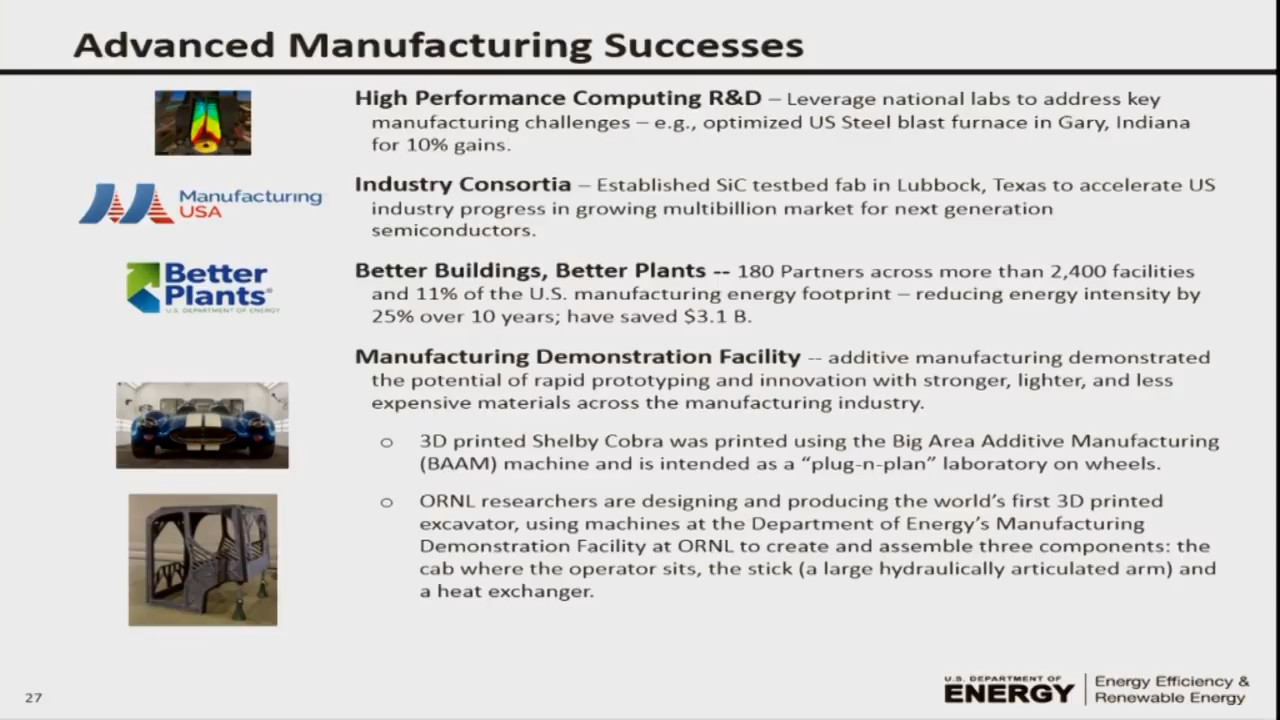 Advanced Manufacturing Successes
High Performance Computing R&D – Leverage national labs to address key
manufacturing challenges – e.g., optimized US Steel blast furnace in Gary, Indiana
for 10% gains.
Manufacturing
USA
Industry Consortia – Established SiC testbed fab in Lubbock, Texas to accelerate US
industry progress in growing multibillion market for next generation
semiconductors.
Better
Plants®
U.S. DEPARTMENT OF ENERGY
Better Buildings, Better Plants -- 180 Partners across more than 2,400 facilities
and 11% of the U.S. manufacturing energy footprint – reducing energy intensity by
25% over 10 years; have saved $3.1 B.
Manufacturing Demonstration Facility -- additive manufacturing demonstrated
the potential of rapid prototyping and innovation with stronger, lighter, and less
expensive materials across the manufacturing industry.
o 3D printed Shelby Cobra was printed using the Big Area Additive Manufacturing
(BAAM) machine and is intended as a “plug-n-plan” laboratory on wheels.
o ORNL researchers are designing and producing the world’s first 3D printed
excavator, using machines at the Department of Energy’s Manufacturing
Demonstration Facility at ORNL to create and assemble three components: the
cab where the operator sits, the stick (a large hydraulically articulated arm) and
a heat exchanger.
27
U.S. DEPARTMENT OF
ENERGY
Energy Efficiency &
Renewable Energy